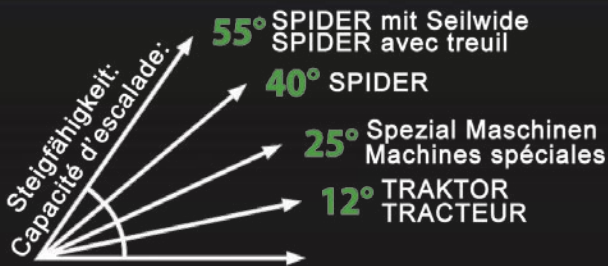 Steigfähigkeit:
Capacité d'escalade:
55° SPIDER mit Seilwide
SPIDER avec treuil
40° SPIDER
25° Spezial Maschinen
Machines spéciales
12° TRAKTOR
TRACTEUR